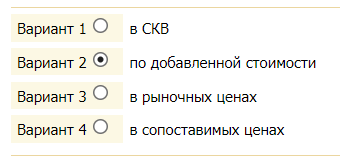 Вариант 1 в СКВ
Вариант 2 по добавленной стоимости
Вариант 3 в рыночных ценах
Вариант 4 в сопоставимых ценах